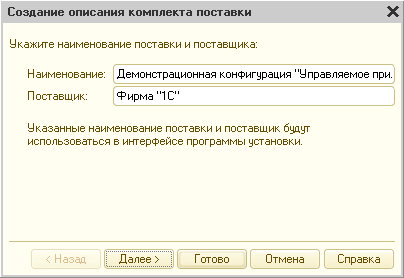 Создание описания комплекта поставки
Укажите наименование поставки и поставщика:
Наименование: Демонстрационная конфигурация "Управляемое при.
Поставщик: Фирма "1С"
Указанные наименование поставки и поставщик будут
использоваться в интерфейсе программы установки.
< Назад Далее > Готово Отмена Справка